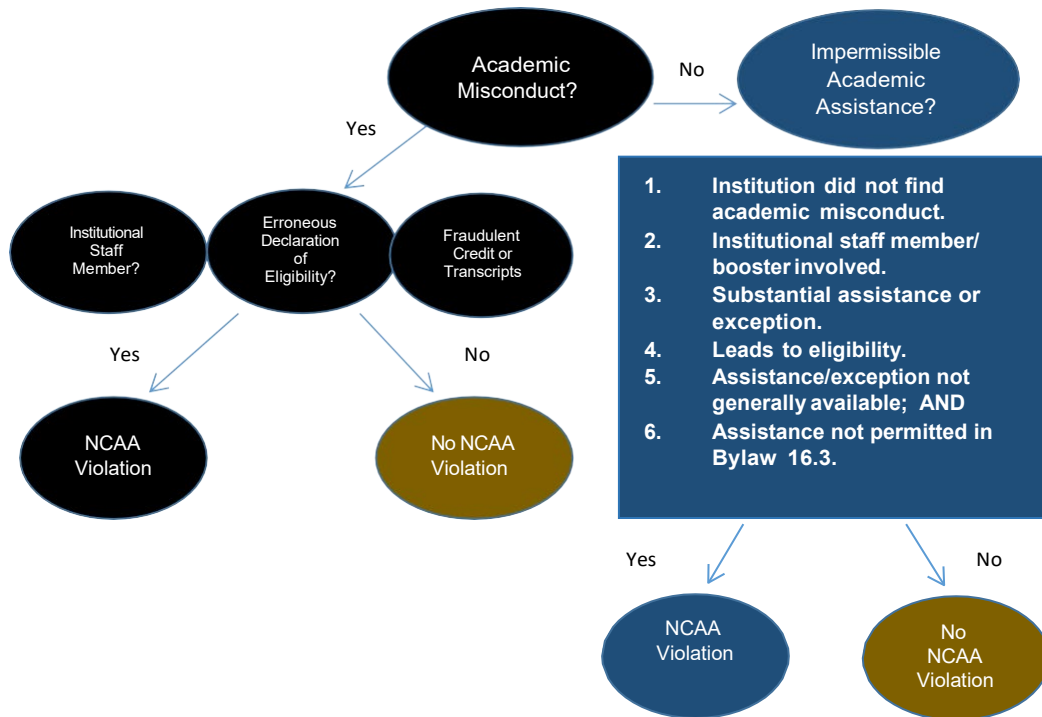 Academic
Misconduct?
No
Impermissible
Academic
Assistance?
Yes
Institutional
Staff
Member?
Erroneous
Declaration
of
Eligibility?
Fraudulent
Credit or
Transcripts
Yes
No
NCAA
Violation
No NCAA
Violation
1. Institution did not find
academic misconduct.
2. Institutional staff member/
booster involved.
3. Substantial assistance or
exception.
4. Leads to eligibility.
5. Assistance/exception not
generally available; AND
6. Assistance not permitted in
Bylaw 16.3.
Yes
No
NCAA
Violation
No
NCAA
Violation